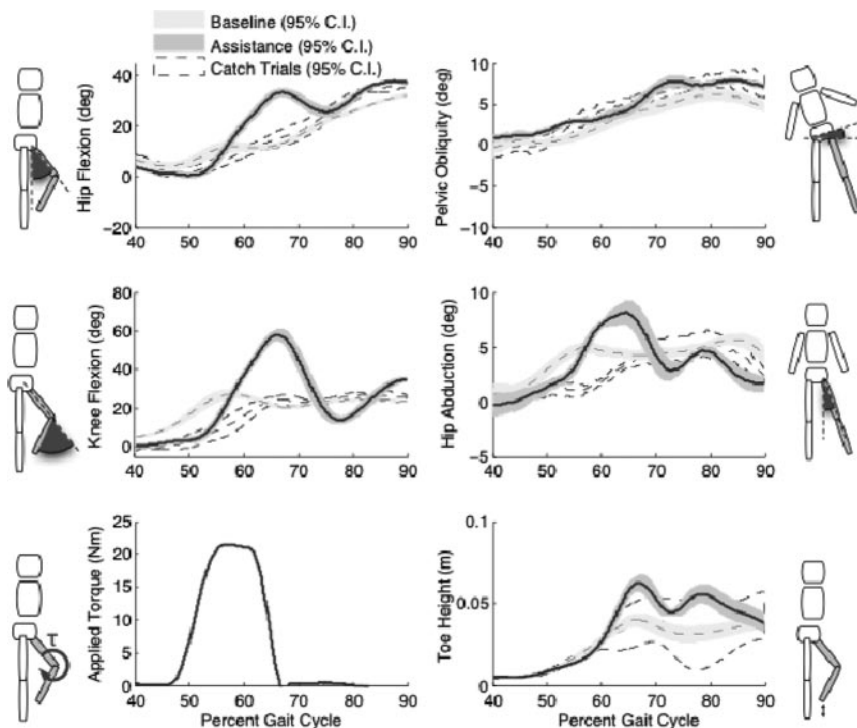 Baseline (95% C.I.)
Assistance (95% C.I.)
Catch Trials (95% C.I.)
Hip Flexion (deg)
40
20
0
−20
40 50 60 70 80 90
Pelvic Obliquity (deg)
10
5
0
−5
−10
40 50 60 70 80 90
Knee Flexion (deg)
80
60
40
20
0
40 50 60 70 80 90
Hip Abduction (deg)
10
5
0
−5
40 50 60 70 80 90
Applied Torque (Nm)
25
20
15
10
5
0
40 50 60 70 80 90
Percent Gait Cycle
τ
Toe Height (m)
0.1
0.05
0
40 50 60 70 80 90
Percent Gait Cycle